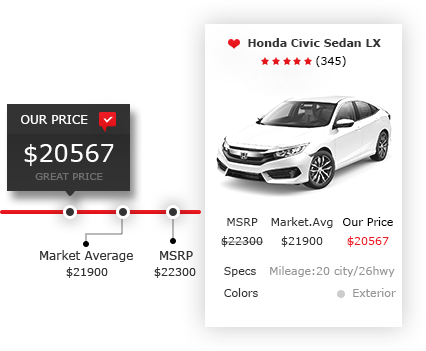 OUR PRICE
$20567
GREAT PRICE
Market Average
$21900
MSRP
$22300
Honda Civic Sedan LX
(345)
MSRP Market.Avg Our Price
$22300 $21900 $20567
Specs Mileage:20 city/26hwy
Colors Exterior